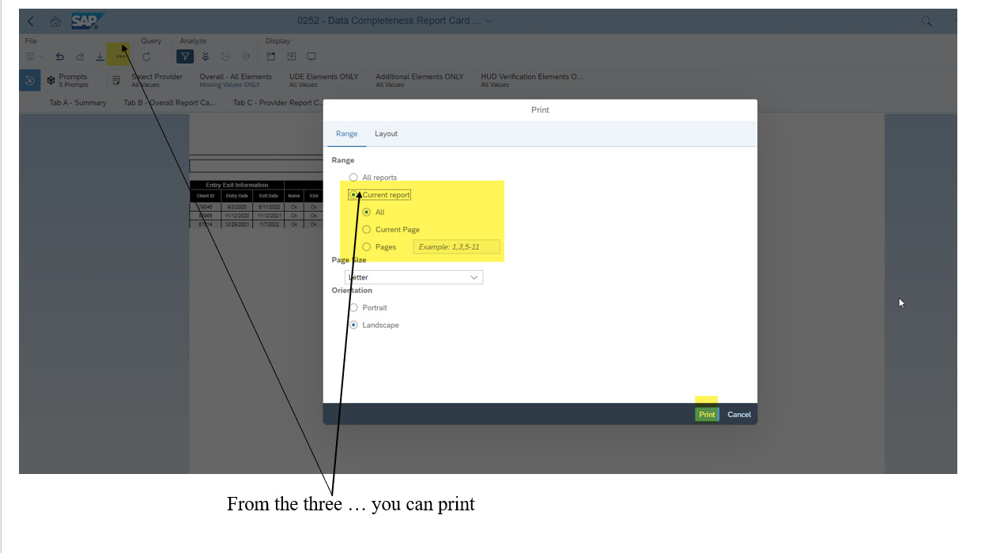 SAP
0252 - Data Completeness Report Card ...
File
Query
Analyze
Display
Prompts
5 Prompts
Select Provider
All Values
Overall - All Elements
Missing Values ONLY
UDE Elements ONLY
All Values
Additional Elements ONLY
All Values
HUD Verification Elements O...
All Values
Tab A - Summary
Tab B - Overall Report Ca...
Tab C - Provider Report C...
Print
Range
Layout
Range
All reports
Current report
All
Current Page
Pages
Example: 1,3,5-11
Page Size
Letter
Orientation
Portrait
Landscape
Print
Cancel
Entry Exit Information
Client ID Entry Date Exit Date Name SSN
9/3/2020 5/11/2022 Ok Ok
11/12/2020 11/12/2021 Ok Ok
12/29/2021 1/7/2022 Ok Ok
From the three … you can print